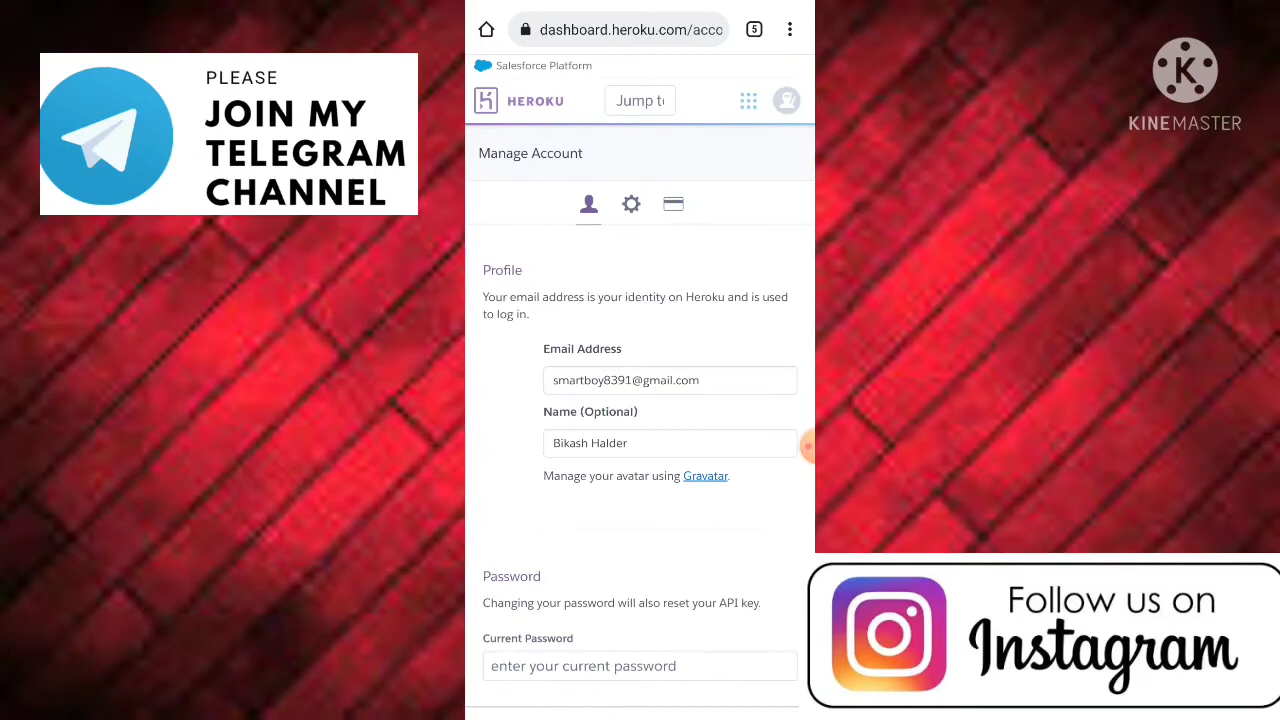 PLEASE
JOIN MY
TELEGRAM
CHANNEL
dashboard.heroku.com/acco
5
Salesforce Platform
HEROKU
Jump t
Manage Account
Profile
Your email address is your identity on Heroku and is used
to log in.
Email Address
smartboy8391@gmail.com
Name (Optional)
Bikash Halder
Manage your avatar using Gravatar.
Password
Changing your password will also reset your API key.
Current Password
enter your current password
K
KINEMASTER
Follow us on
Instagram